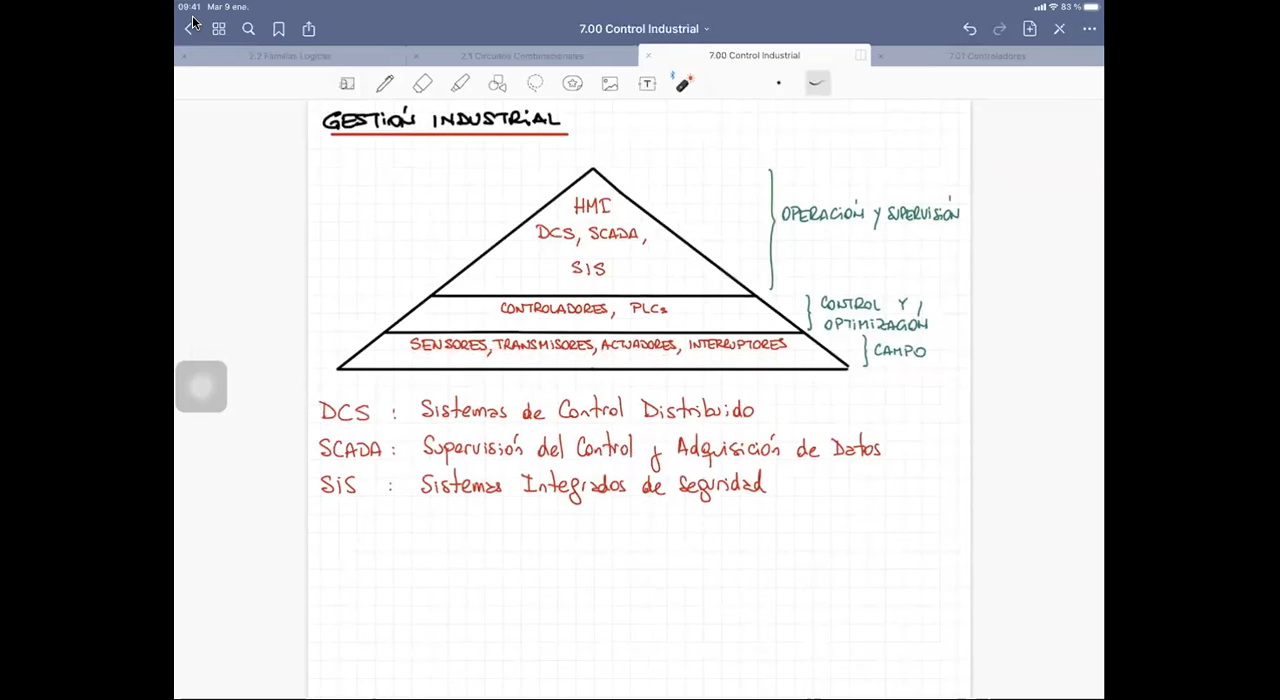 09:41 Mar 9 ene.
83 %
7.00 Control Industrial
2.2 Familias Logicas
2.1 Circuitos Combinacionales
7.00 Control Industrial
7.01 Controladores
GESTIÓN INDUSTRIAL
HMI
DCS, SCADA,
SIS
OPERACIÓN Y SUPERVISIÓN
CONTROLADORES, PLCs
CONTROL Y
OPTIMIZACIÓN
SENSORES, TRANSMISORES, ACTUADORES, INTERRUPTORES
CAMPO
DCS : Sistemas de Control Distribuido
SCADA : Supervisión del Control y Adquisición de Datos
SiS : Sistemas Integrados de Seguridad